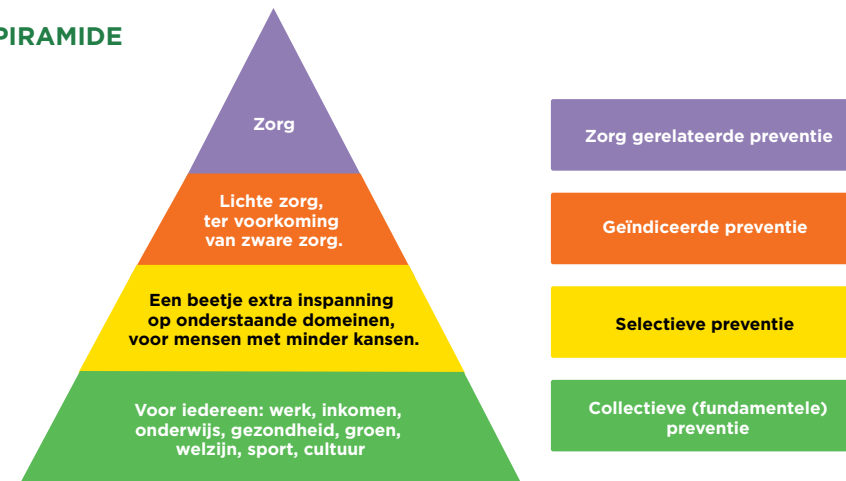 PIRAMIDE
Zorg
Lichte zorg,
ter voorkoming
van zware zorg.
Een beetje extra inspanning
op onderstaande domeinen,
voor mensen met minder kansen.
Voor iedereen: werk, inkomen,
onderwijs, gezondheid, groen,
welzijn, sport, cultuur
Zorg gerelateerde preventie
Geïndiceerde preventie
Selectieve preventie
Collectieve (fundamentele)
preventie